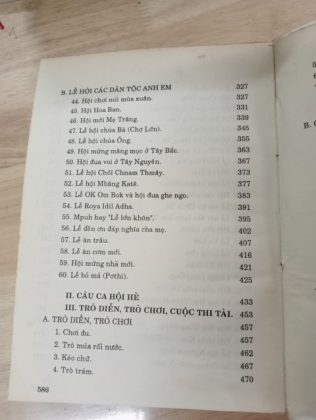 B. LỄ HỘI CÁC DÂN TỘC ANH EM 327
44. Hội chơi núi mùa xuân. 327
45. Hội Hoa Ban. 331
46. Hội mời Mẹ Trăng. 339
47. Lễ hội chùa Bà (Chợ Lớn). 345
48. Lễ hội chùa Ông. 355
49. Hội mừng măng mọc ở Tây Bắc. 363
50. Hội đua voi ở Tây Nguyên. 367
51. Lễ hội Chôl Chnam Thmây. 373
52. Lễ hội Mbăng Katê. 377
53. Lễ OK Om Bok và hội đua ghe ngo. 383
54. Lễ Roya Idil Adha. 391
55. Mpuh hay "Lễ lớn khôn". 395
56. Lễ đền ơn đáp nghĩa cha mẹ. 402
57. Lễ ăn trâu. 407
58. Lễ ăn cơm mới. 416
59. Hội mừng nhà mới. 421
60. Lễ bỏ mả (Pơthi). 425
II. CÂU CA HỘI HÈ 433
III. TRÒ DIỄN, TRÒ CHƠI, CUỘC THI TÀI. 453
A. TRÒ DIỄN, TRÒ CHƠI 457
1. Chơi đu. 457
2. Trò múa rối nước. 462
3. Kéo chữ. 467
4. Trò trám. 470
586